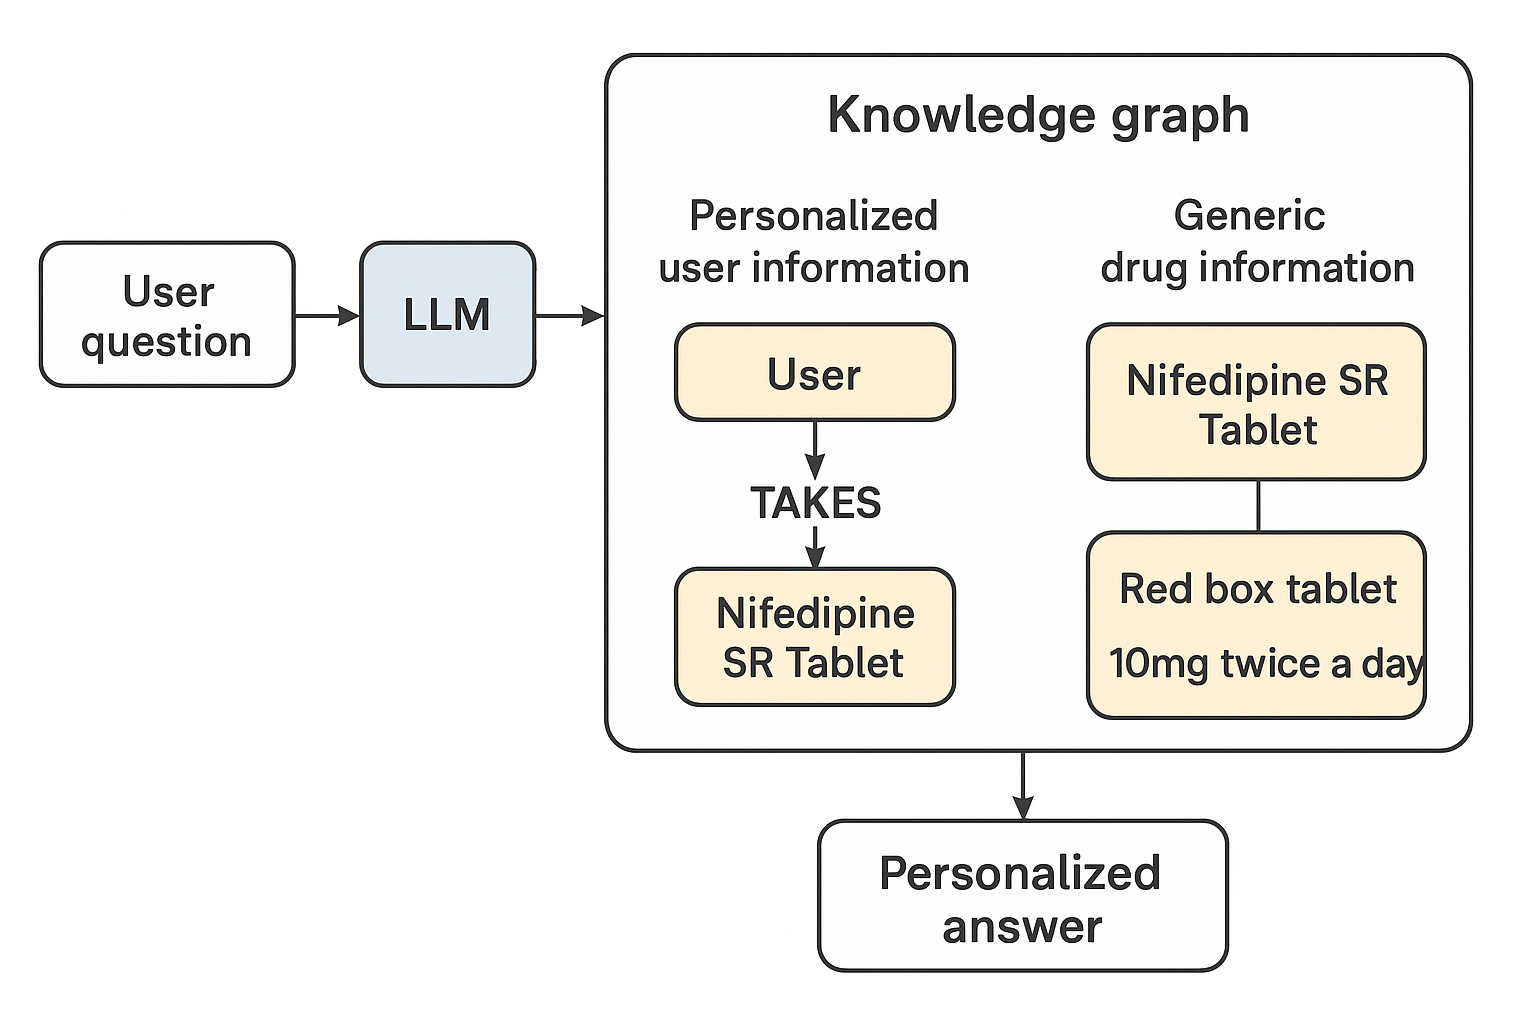 Knowledge graph
User
question
LLM
Personalized
user information
User
TAKES
Nifedipine
SR Tablet
Generic
drug information
Nifedipine SR
Tablet
Red box tablet
10mg twice a day
Personalized
answer